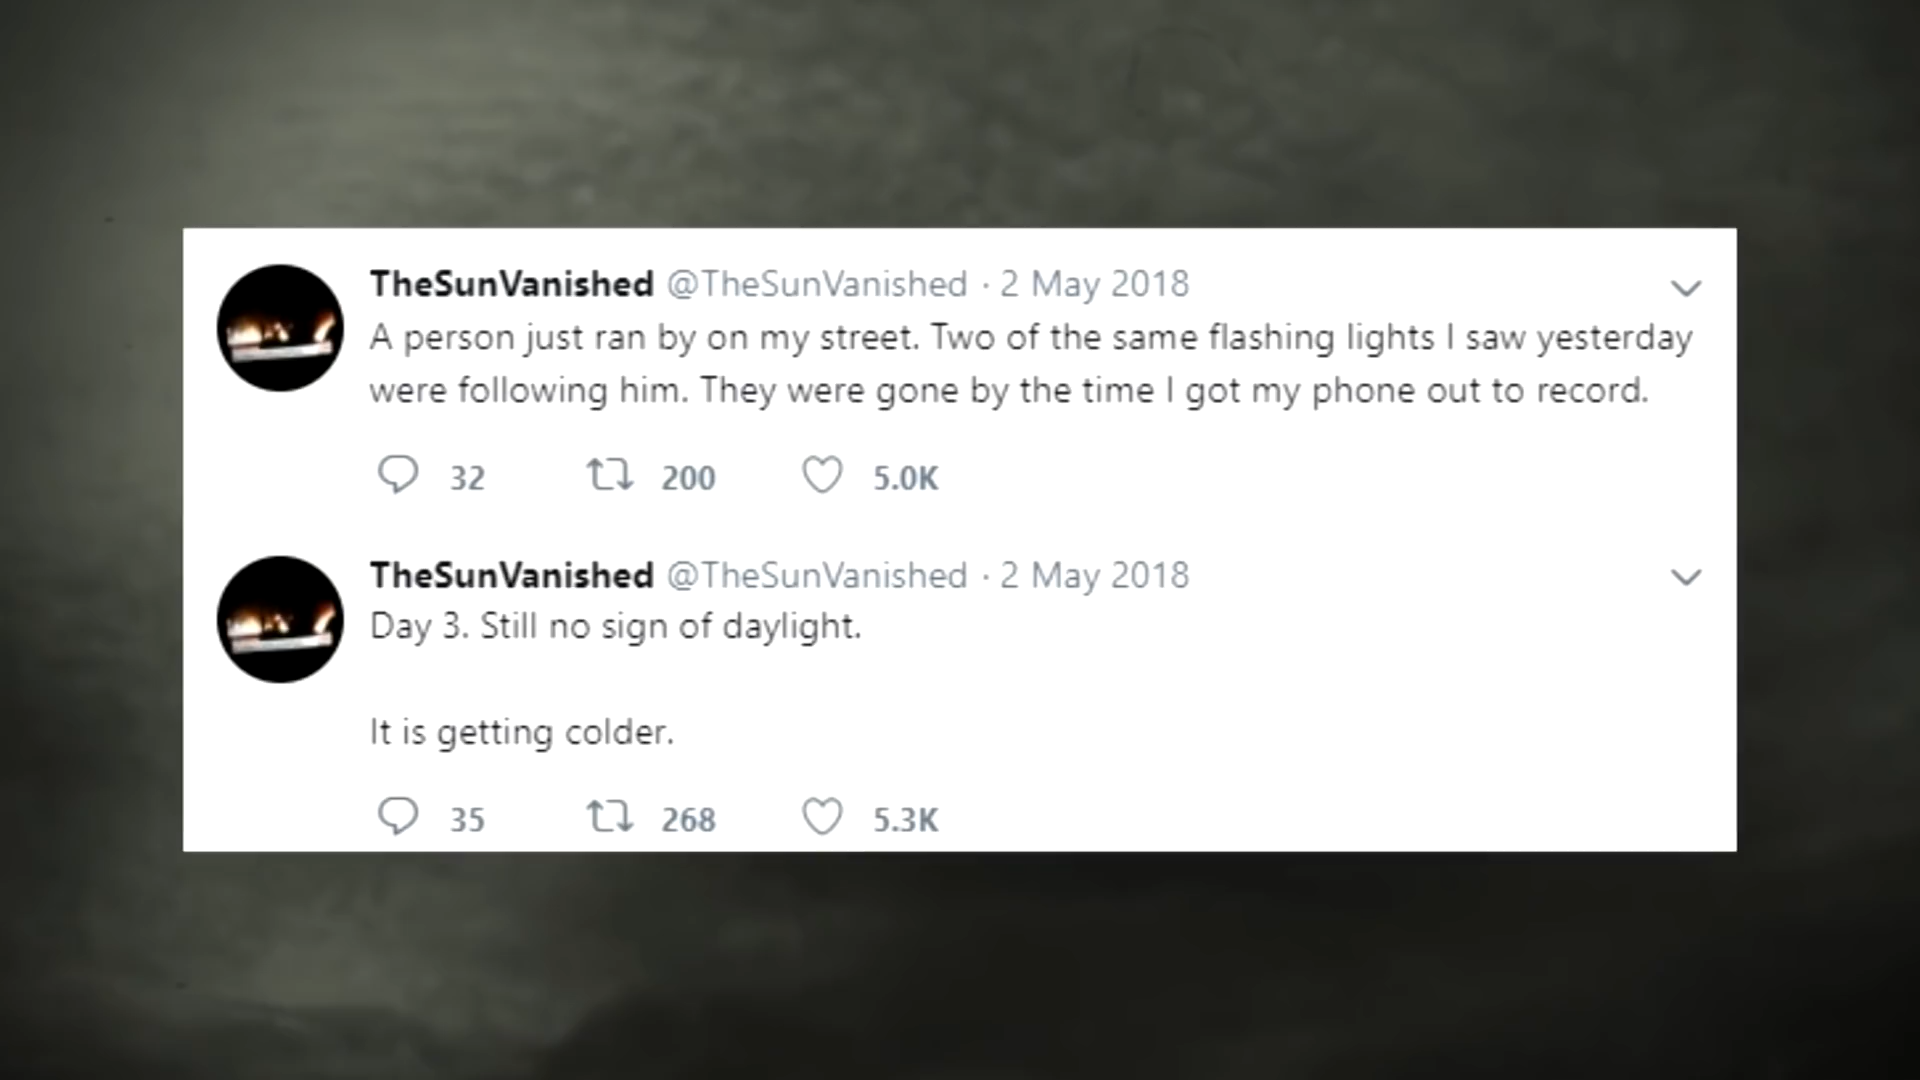 TheSunVanished @TheSunVanished · 2 May 2018
A person just ran by on my street. Two of the same flashing lights I saw yesterday
were following him. They were gone by the time I got my phone out to record.
32 200 5.0K
TheSunVanished @TheSunVanished · 2 May 2018
Day 3. Still no sign of daylight.
It is getting colder.
35 268 5.3K